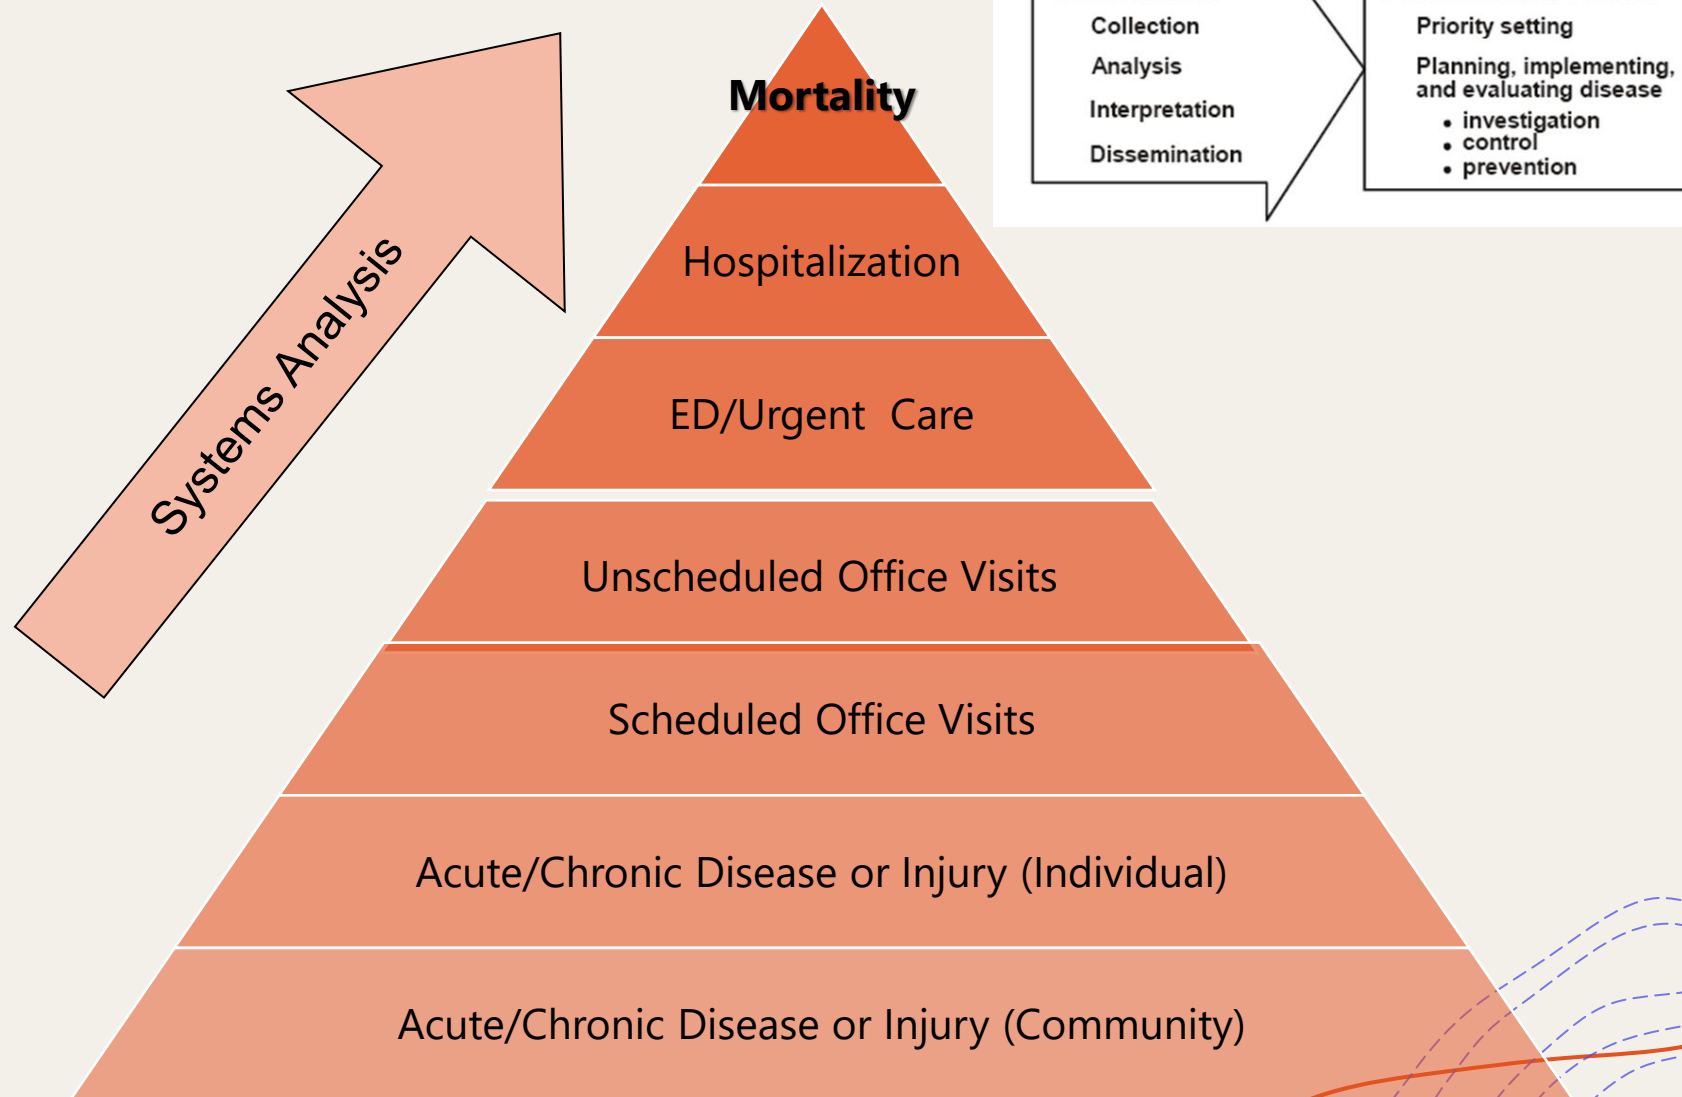 Mortality
Hospitalization
ED/Urgent  Care
Unscheduled Office Visits
Scheduled Office Visits
Acute/Chronic Disease or Injury (Individual)
Acute/Chronic Disease or Injury (Community)
Systems Analysis
Collection
Analysis
Interpretation
Dissemination
Priority setting
Planning, implementing,
and evaluating disease
• investigation
• control
• prevention